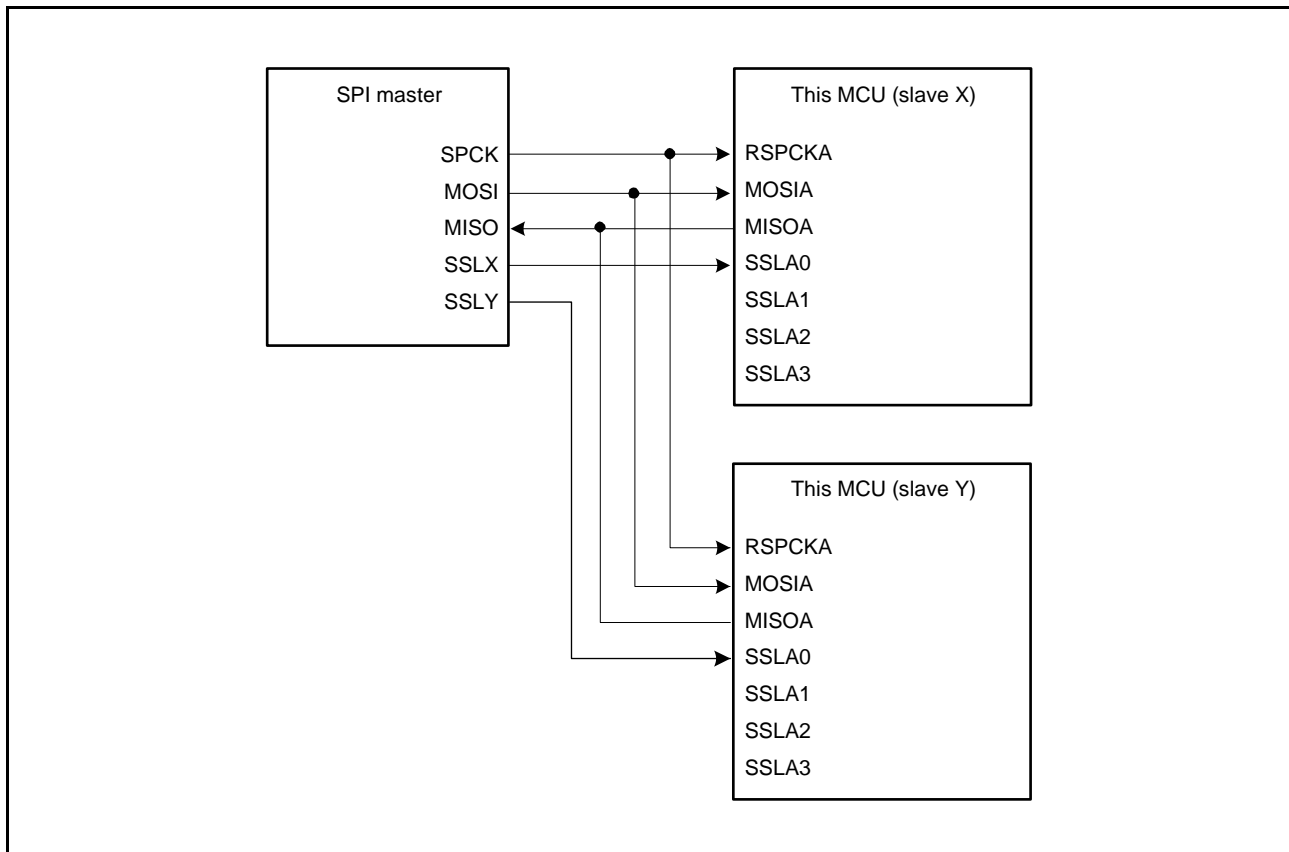 SPI master
SPCK
MOSI
MISO
SSLX
SSLY
This MCU (slave X)
RSPCKA
MOSIA
MISOA
SSLA0
SSLA1
SSLA2
SSLA3
This MCU (slave Y)
RSPCKA
MOSIA
MISOA
SSLA0
SSLA1
SSLA2
SSLA3